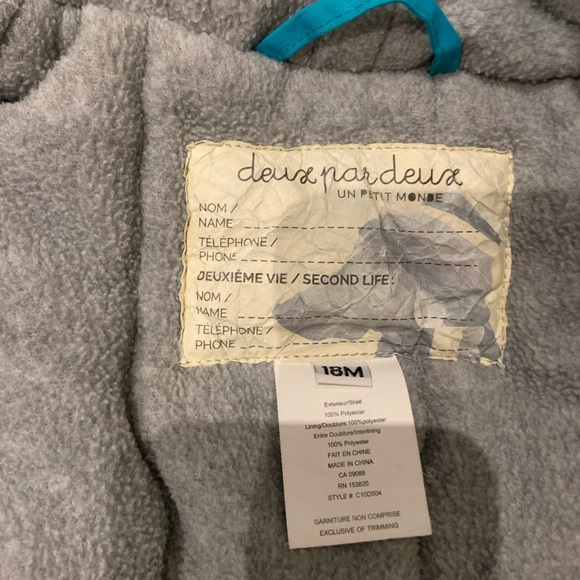 deux par deux
UN PETIT MONDE
NOM /
NAME
TÉLÉPHONE /
PHONE
DEUXIÈME VIE / SECOND LIFE :
NOM /
NAME
TÉLÉPHONE /
PHONE
18M
Exterieur/Shell
100% Polyester
Lining/Doublure:100%polyester
Entre Doublure/Interlining
100% Polyester
FAIT EN CHINE
MADE IN CHINA
CA 09086
RN 153820
STYLE #: C10D504
GARNITURE NON COMPRISE
EXCLUSIVE OF TRIMMING